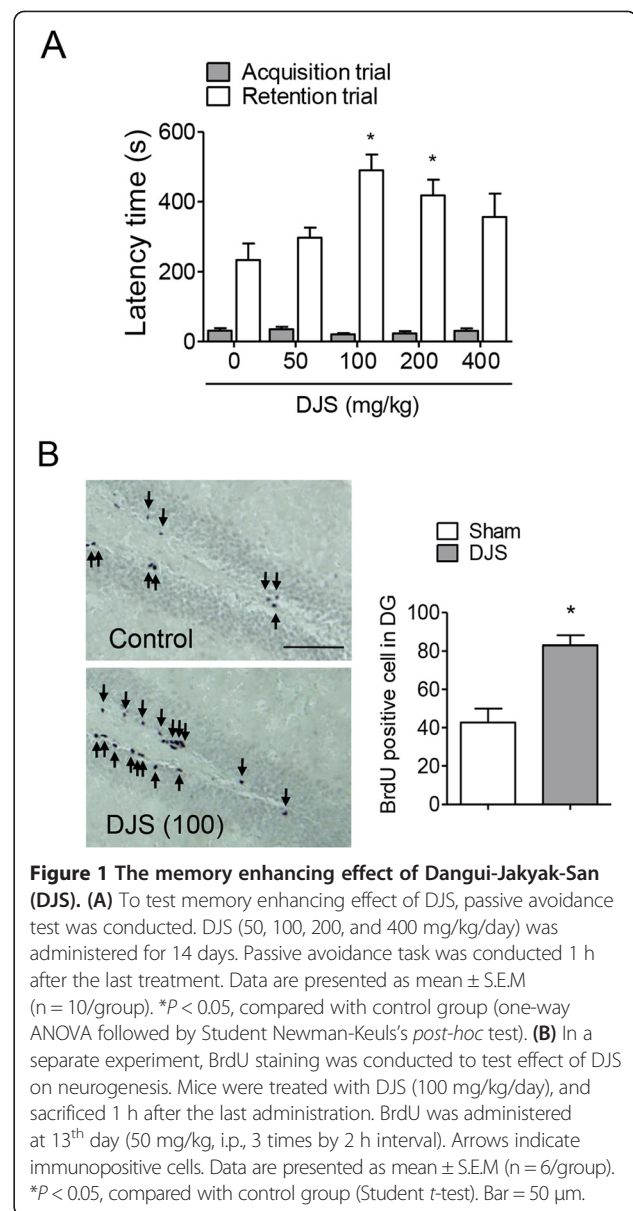 A
Acquisition trial
Retention trial
Latency time (s)
600
400
200
0
* *
0 50 100 200 400
DJS (mg/kg)
B
Control
DJS (100)
Sham
DJS
BrdU positive cell in DG
100
80
60
40
20
0
*
Figure 1 The memory enhancing effect of Dangui-Jakyak-San
(DJS). (A) To test memory enhancing effect of DJS, passive avoidance
test was conducted. DJS (50, 100, 200, and 400 mg/kg/day) was
administered for 14 days. Passive avoidance task was conducted 1 h
after the last treatment. Data are presented as mean ± S.E.M
(n = 10/group). *P < 0.05, compared with control group (one-way
ANOVA followed by Student Newman-Keuls's post-hoc test). (B) In a
separate experiment, BrdU staining was conducted to test effect of DJS
on neurogenesis. Mice were treated with DJS (100 mg/kg/day), and
sacrificed 1 h after the last administration. BrdU was administered
at 13th day (50 mg/kg, i.p., 3 times by 2 h interval). Arrows indicate
immunopositive cells. Data are presented as mean ± S.E.M (n = 6/group).
*P < 0.05, compared with control group (Student t-test). Bar = 50 μm.